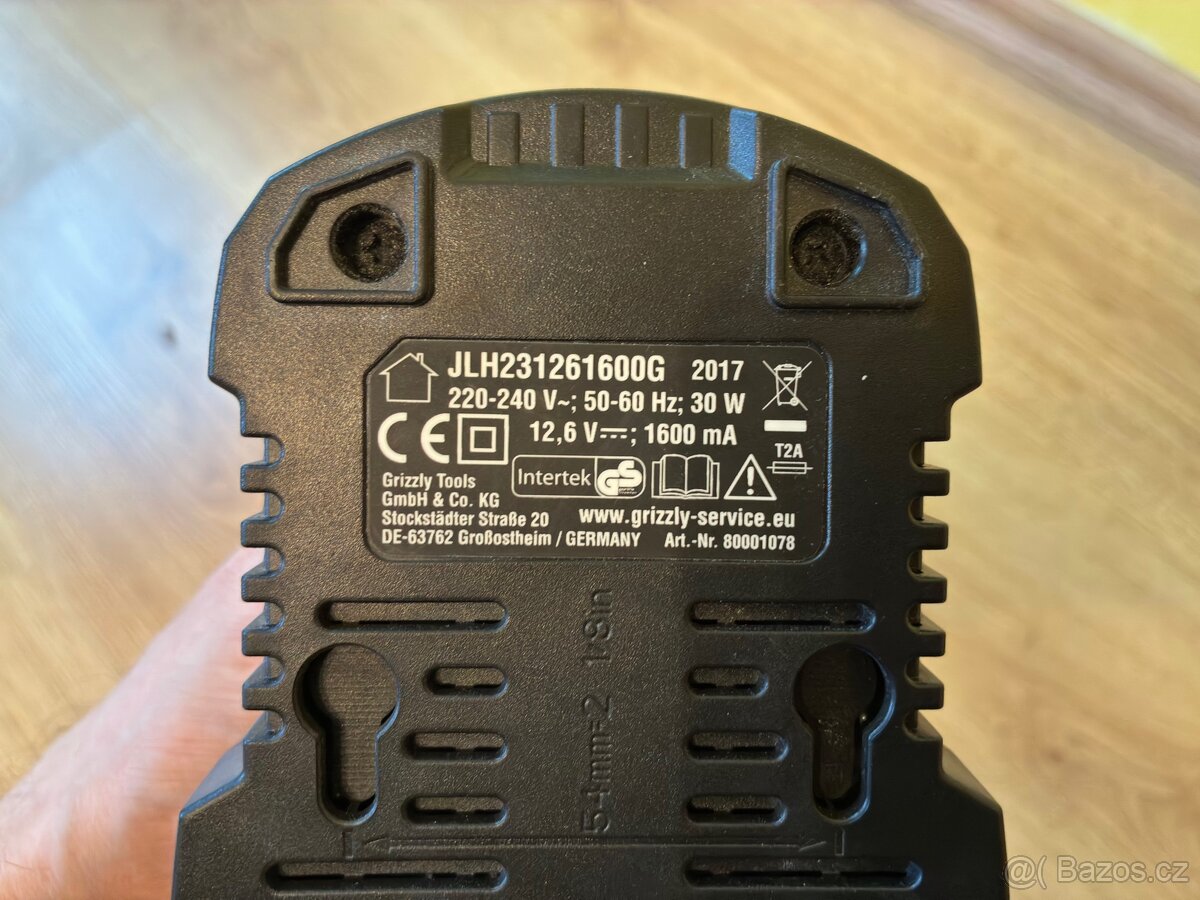 JLH231261600G 2017
220-240 V~; 50-60 Hz; 30 W
CE 12,6 V⎓; 1600 mA
T2A
Intertek GS
Grizzly Tools
GmbH & Co. KG
Stockstädter Straße 20 www.grizzly-service.eu
DE-63762 Großostheim / GERMANY Art.-Nr. 80001078
54mm=2 1/8in
@( Bazos.cz